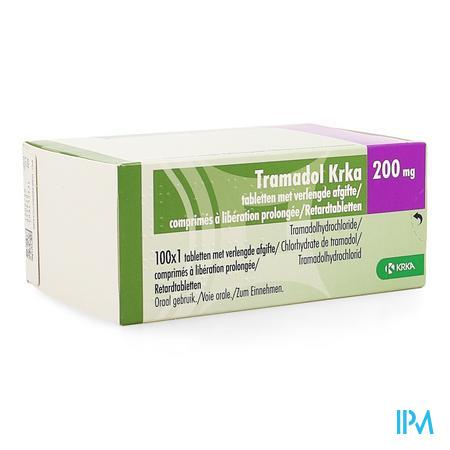 Tramadol Krka 200 mg
tabletten met verlengde afgifte/
comprimés à libération prolongée/Retardtabletten
Tramadolhydrochloride/
Chlorhydrate de tramadol/
Tramadolhydrochlorid
100x1 tabletten met verlengde afgifte/
comprimés à libération prolongée/
Retardtabletten
Oraal gebruik./Voie orale./Zum Einnehmen.
KRKA
IPM